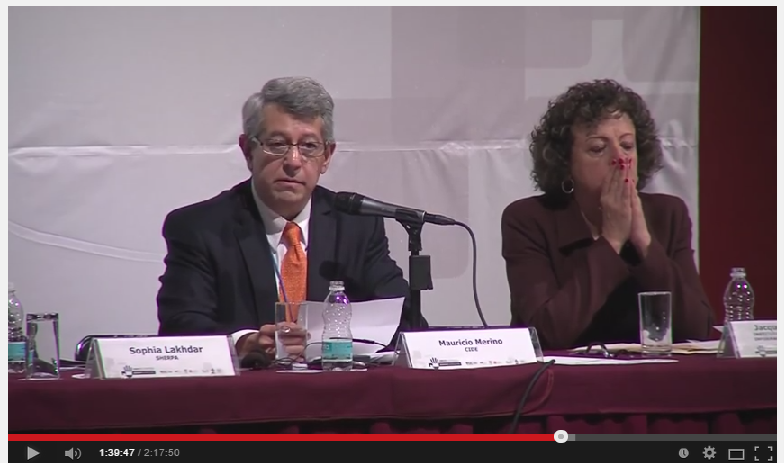 Sophia Lakhdar
SHERPA
Mauricio Merino
CIDE
1:39:47 / 2:17:50